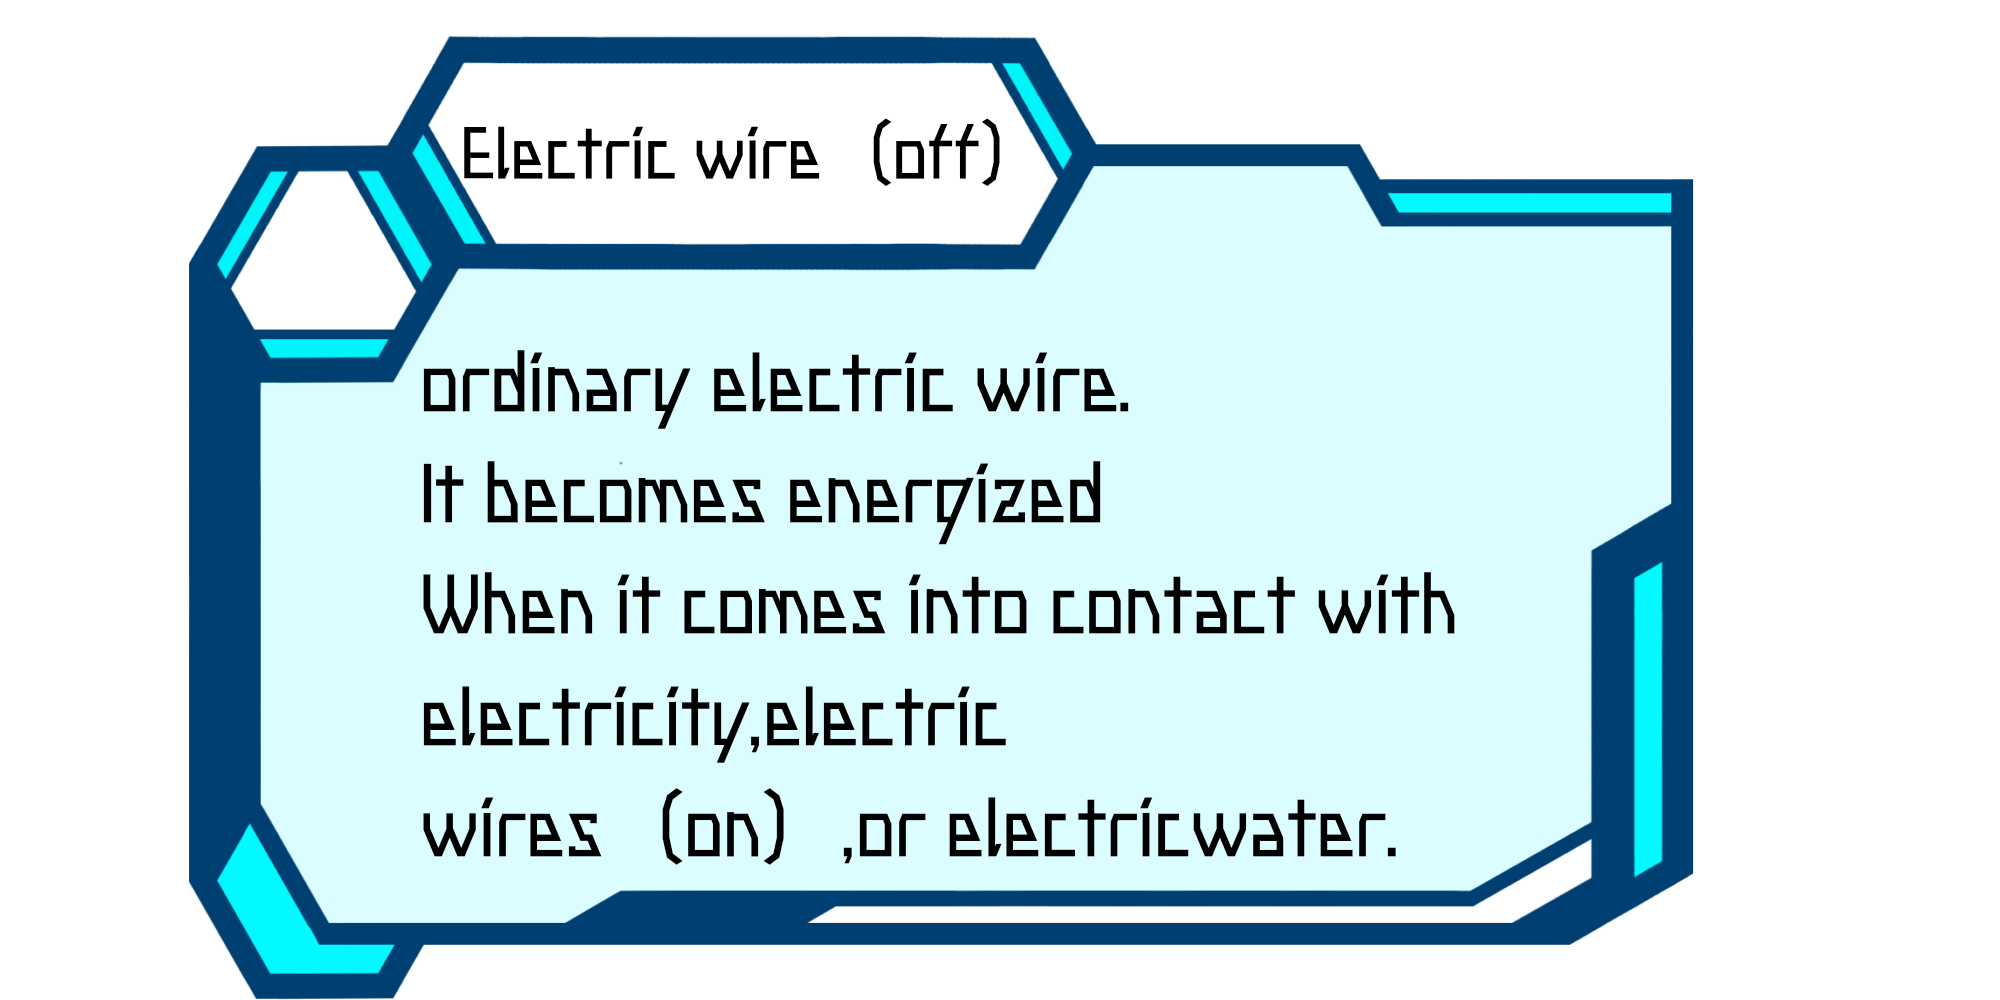 Electric wire （off）
ordinary electric wire.
It becomes energized
When it comes into contact with
electricity,electric
wires （on） ,or electricwater.